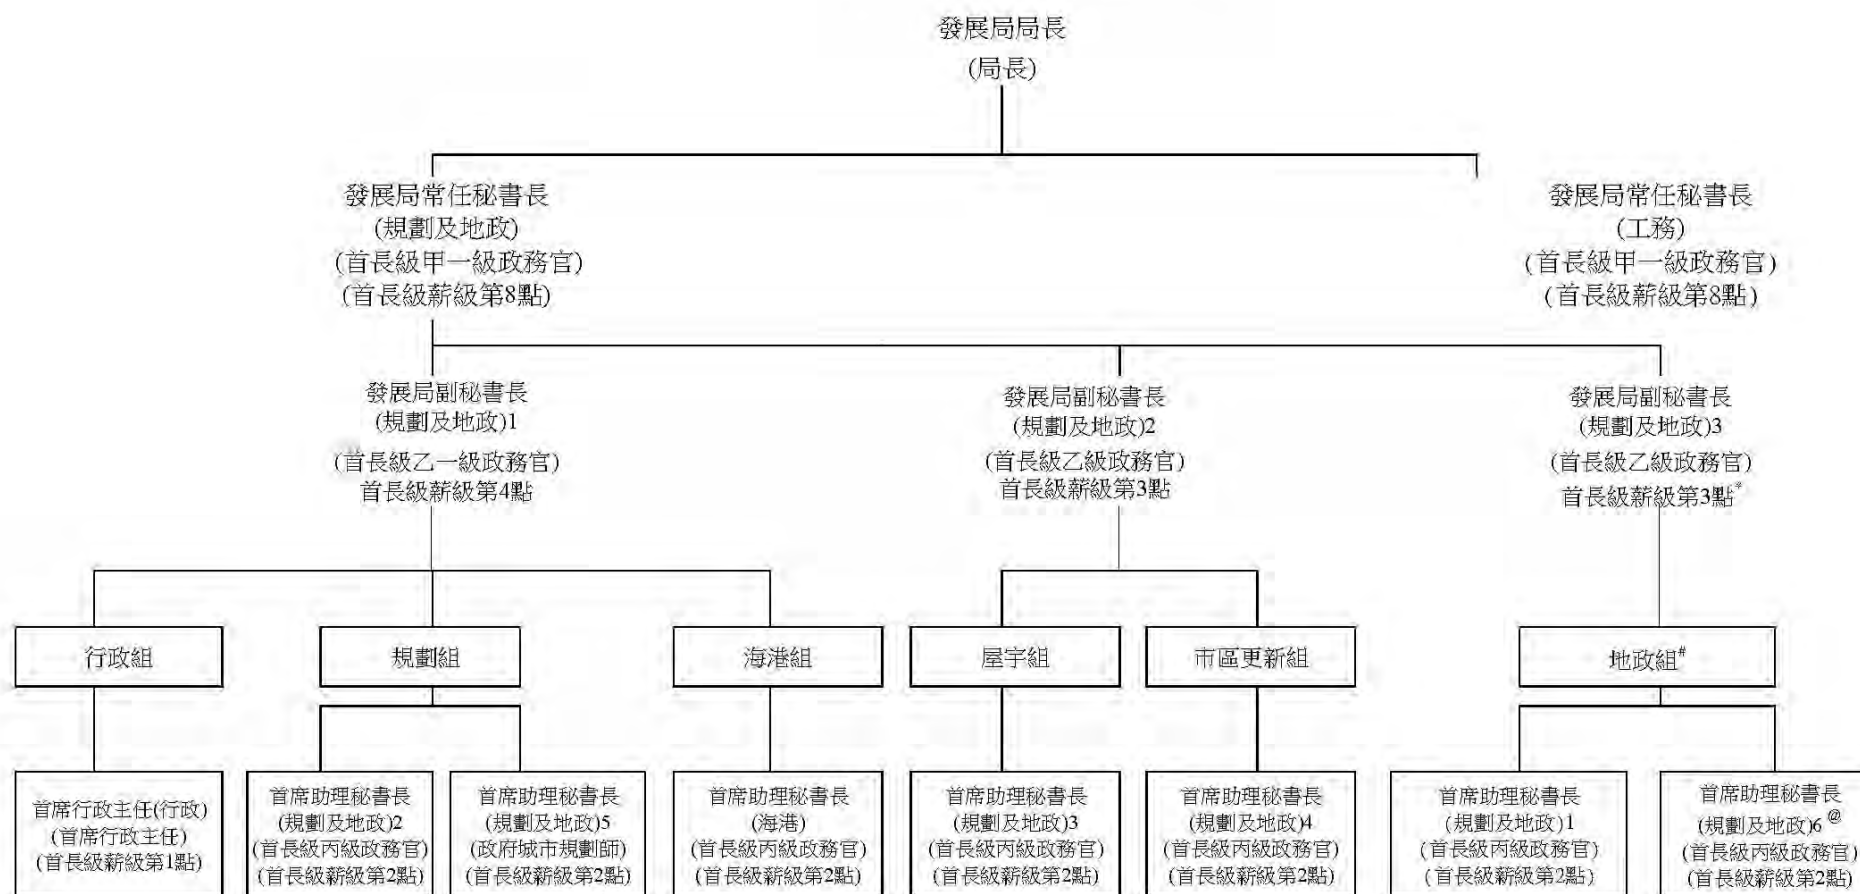 發展局局長
(局長)
發展局常任秘書長
(規劃及地政)
(首長級甲一級政務官)
(首長級薪級第8點)
發展局常任秘書長
(工務)
(首長級甲一級政務官)
(首長級薪級第8點)
發展局副秘書長
(規劃及地政)1
(首長級乙一級政務官)
首長級薪級第4點
發展局副秘書長
(規劃及地政)2
(首長級乙級政務官)
首長級薪級第3點
發展局副秘書長
(規劃及地政)3
(首長級乙級政務官)
首長級薪級第3點*
行政組
規劃組
海港組
屋宇組
市區更新組
地政組#
首席行政主任(行政)
(首席行政主任)
(首長級薪級第1點)
首席助理秘書長
(規劃及地政)2
(首長級丙級政務官)
(首長級薪級第2點)
首席助理秘書長
(規劃及地政)5
(政府城市規劃師)
(首長級薪級第2點)
首席助理秘書長
(海港)
(首長級丙級政務官)
(首長級薪級第2點)
首席助理秘書長
(規劃及地政)3
(首長級丙級政務官)
(首長級薪級第2點)
首席助理秘書長
(規劃及地政)4
(首長級丙級政務官)
(首長級薪級第2點)
首席助理秘書長
(規劃及地政)1
(首長級丙級政務官)
(首長級薪級第2點)
首席助理秘書長
(規劃及地政)6@
(首長級丙級政務官)
(首長級薪級第2點)